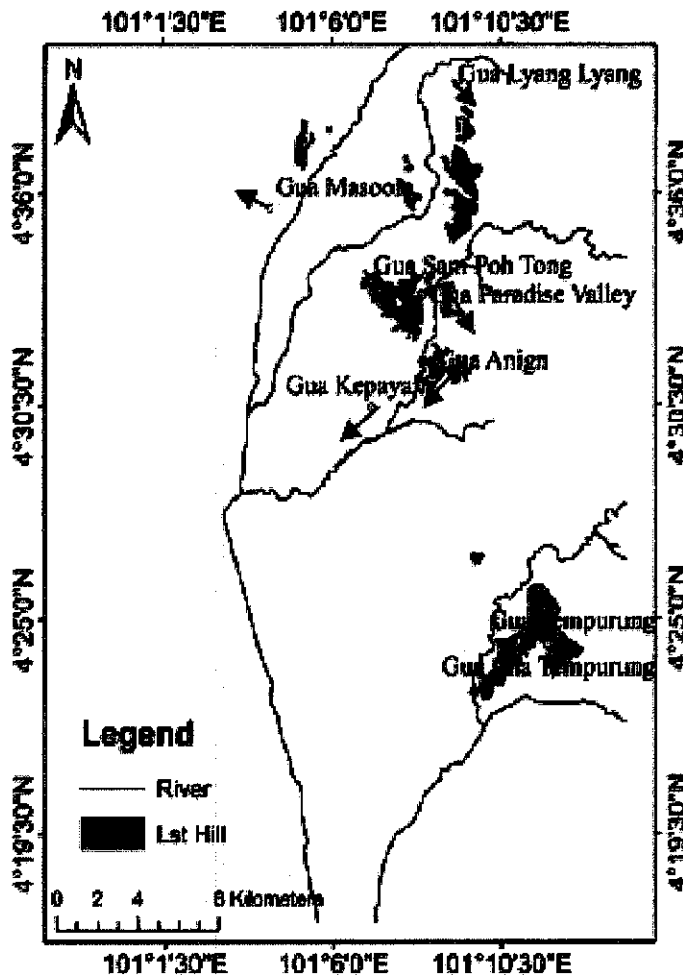 101°1'30"E 101°6'0"E 101°10'30"E
N
Gua Lyang Lyang
4°36'0"N
4°36'0"N
Gua Masoola
Gua Sam Poh Tong
Gua Paradise Valley
Gua Anign
Gua Kepayan
4°30'30"N
4°30'30"N
4°25'0"N
4°25'0"N
Gua Tempurung
Gua Tempurung
Legend
River
Lst Hill
4°19'30"N
4°19'30"N
0 2 4 8 Kilometers
101°1'30"E 101°6'0"E 101°10'30"E